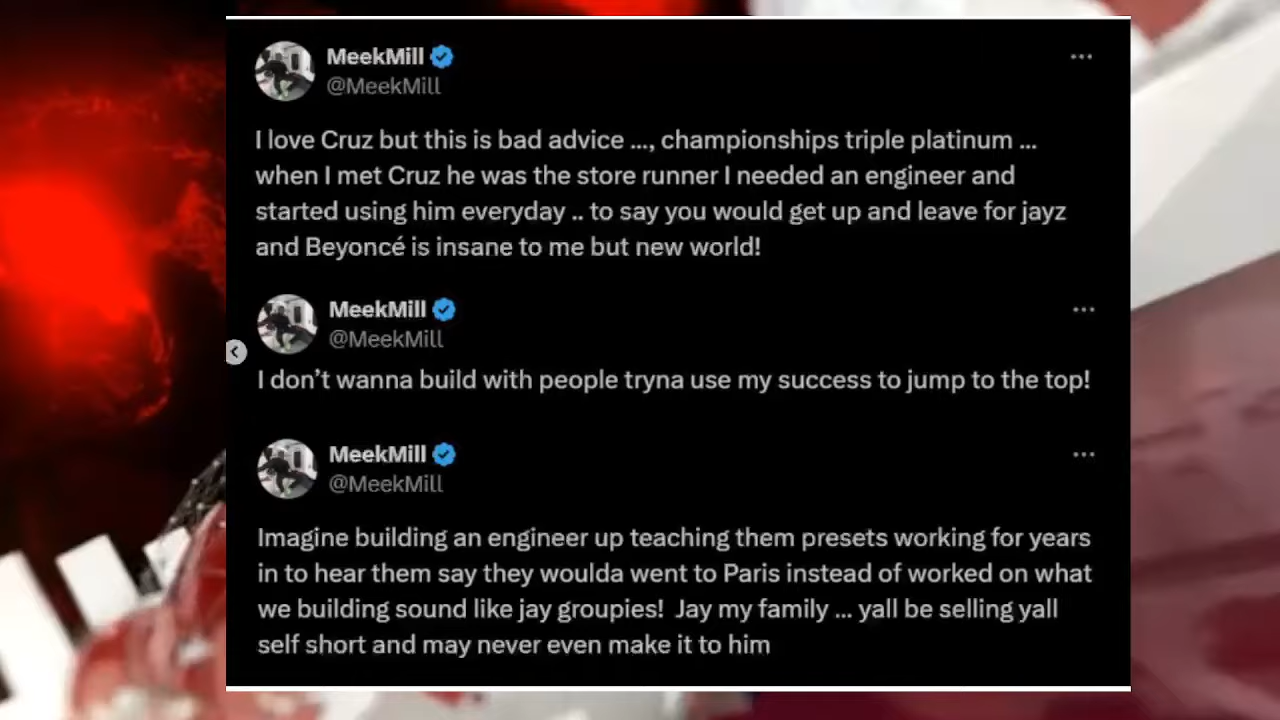 MeekMill
@MeekMill
I love Cruz but this is bad advice ..., championships triple platinum ...
when I met Cruz he was the store runner I needed an engineer and
started using him everyday .. to say you would get up and leave for jayz
and Beyoncé is insane to me but new world!
MeekMill
@MeekMill
I don’t wanna build with people tryna use my success to jump to the top!
MeekMill
@MeekMill
Imagine building an engineer up teaching them presets working for years
in to hear them say they woulda went to Paris instead of worked on what
we building sound like jay groupies!  Jay my family ... yall be selling yall
self short and may never even make it to him